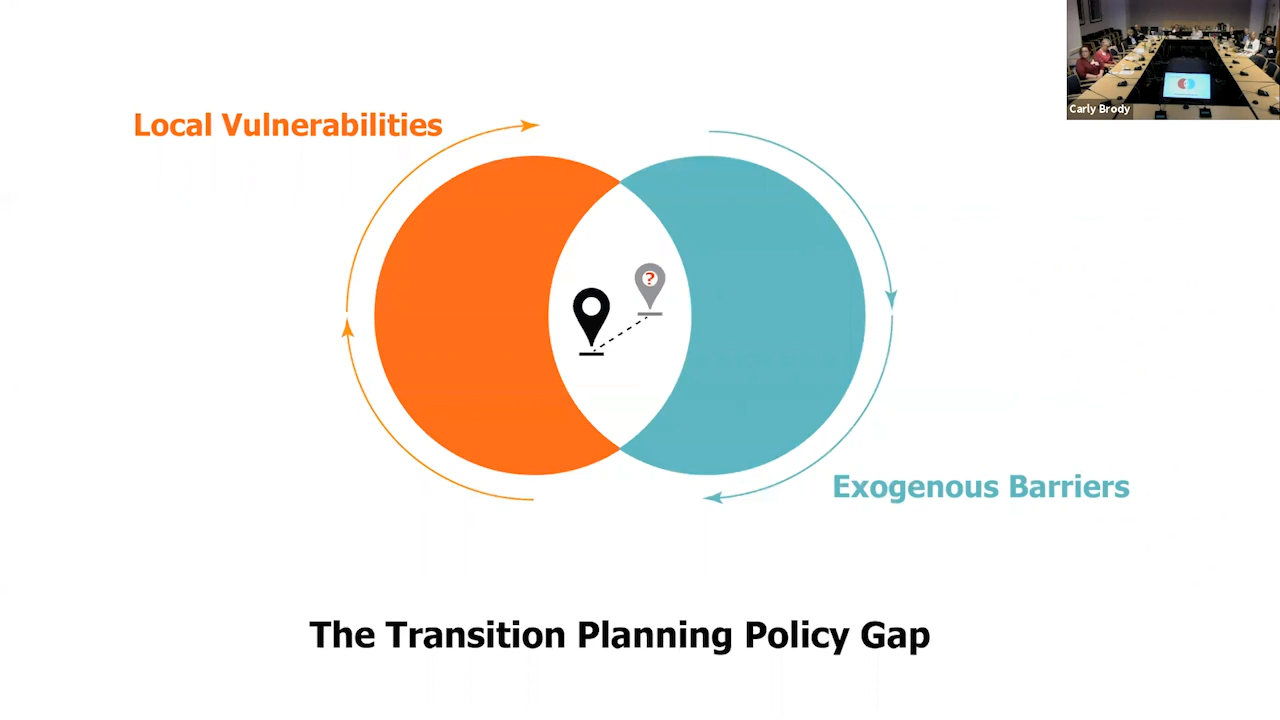 Carly Brody
Local Vulnerabilities
?
Exogenous Barriers
The Transition Planning Policy Gap